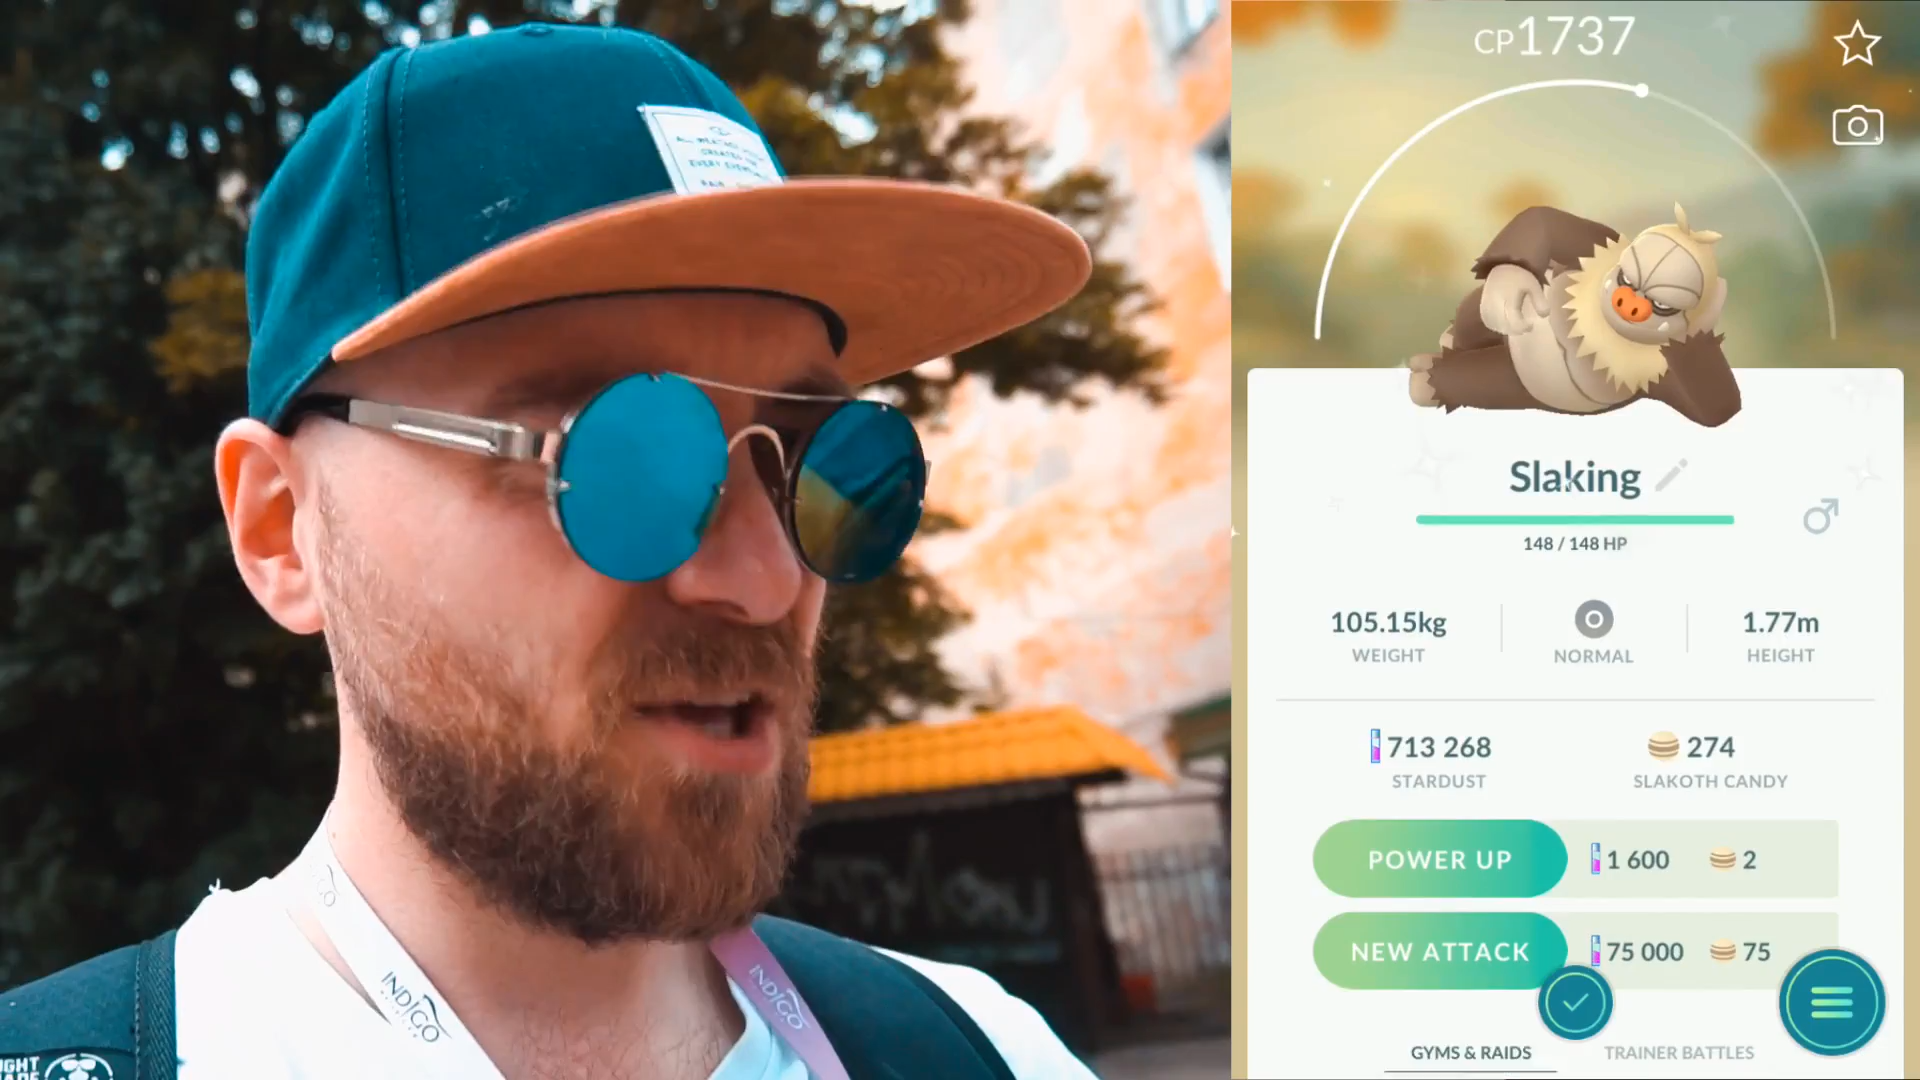 EVERY
INDIGO
INDIGO
CP1737
Slaking
148 / 148 HP
105.15kg
WEIGHT
NORMAL
1.77m
HEIGHT
713 268
STARDUST
274
SLAKOTH CANDY
POWER UP
1 600
2
NEW ATTACK
75 000
75
GYMS & RAIDS
TRAINER BATTLES